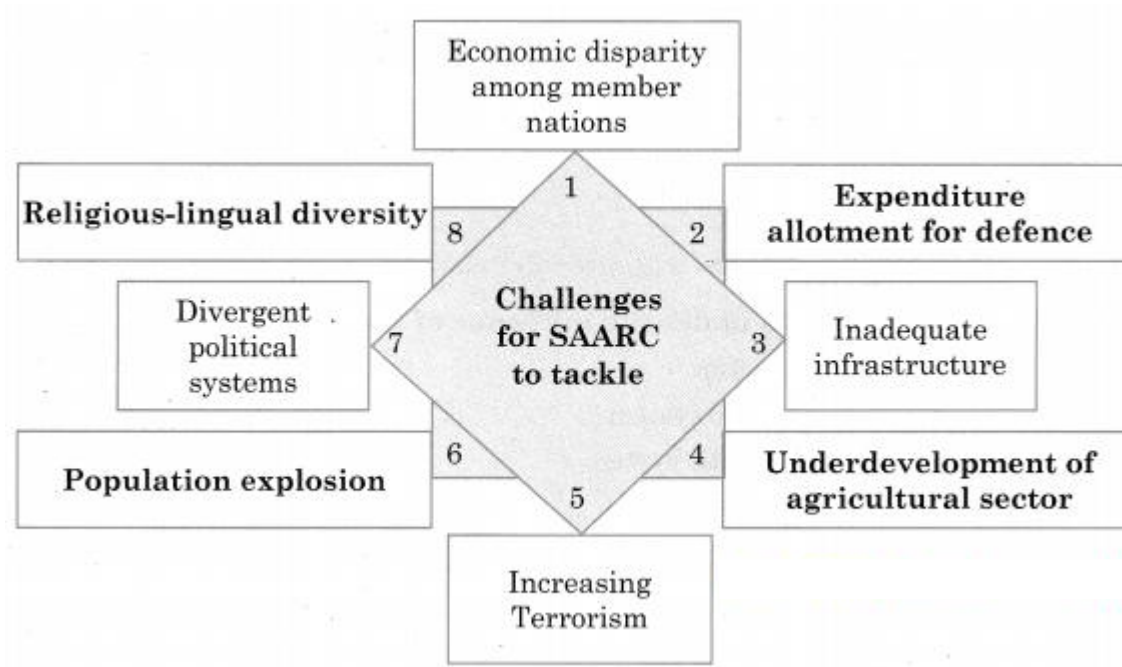 Economic disparity
among member
nations
1
Religious-lingual diversity
8
2
Expenditure
allotment for defence
Divergent
political
systems
7
Challenges
for SAARC
to tackle
3
Inadequate
infrastructure
Population explosion
6
4
Underdevelopment of
agricultural sector
5
Increasing
Terrorism